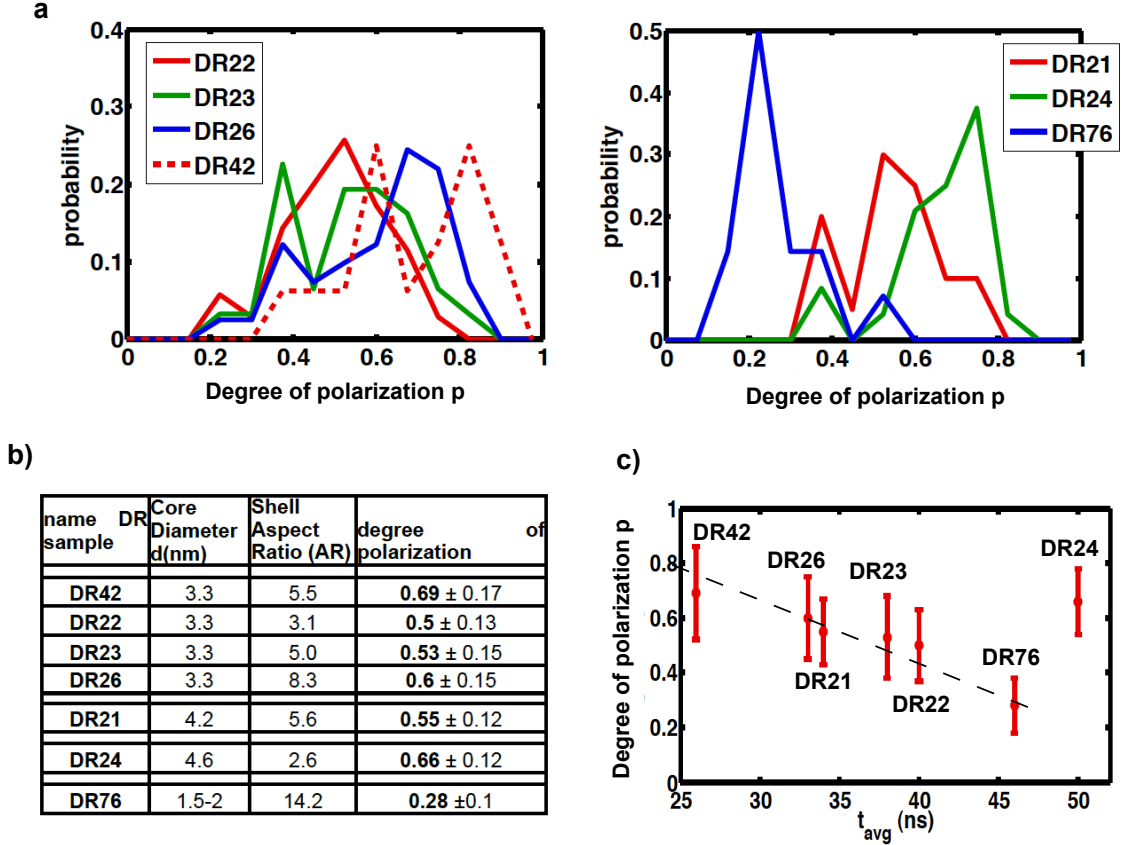 a
0.4
0.3
0.2
0.1
0
probability
DR22
DR23
DR26
DR42
0 0.2 0.4 0.6 0.8 1
Degree of polarization p
0.5
0.4
0.3
0.2
0.1
0
probability
DR21
DR24
DR76
0 0.2 0.4 0.6 0.8 1
Degree of polarization p
b)
name DR sample | Core Diameter d(nm) | Shell Aspect Ratio (AR) | degree of polarization
DR42 3.3 5.5 0.69 ± 0.17
DR22 3.3 3.1 0.5 ± 0.13
DR23 3.3 5.0 0.53 ± 0.15
DR26 3.3 8.3 0.6 ± 0.15
DR21 4.2 5.6 0.55 ± 0.12
DR24 4.6 2.6 0.66 ± 0.12
DR76 1.5-2 14.2 0.28 ±0.1
c)
Degree of polarization p
1
0.8
0.6
0.4
0.2
0
DR42
DR26
DR23
DR24
DR21
DR22
DR76
25 30 35 40 45 50
tavg (ns)